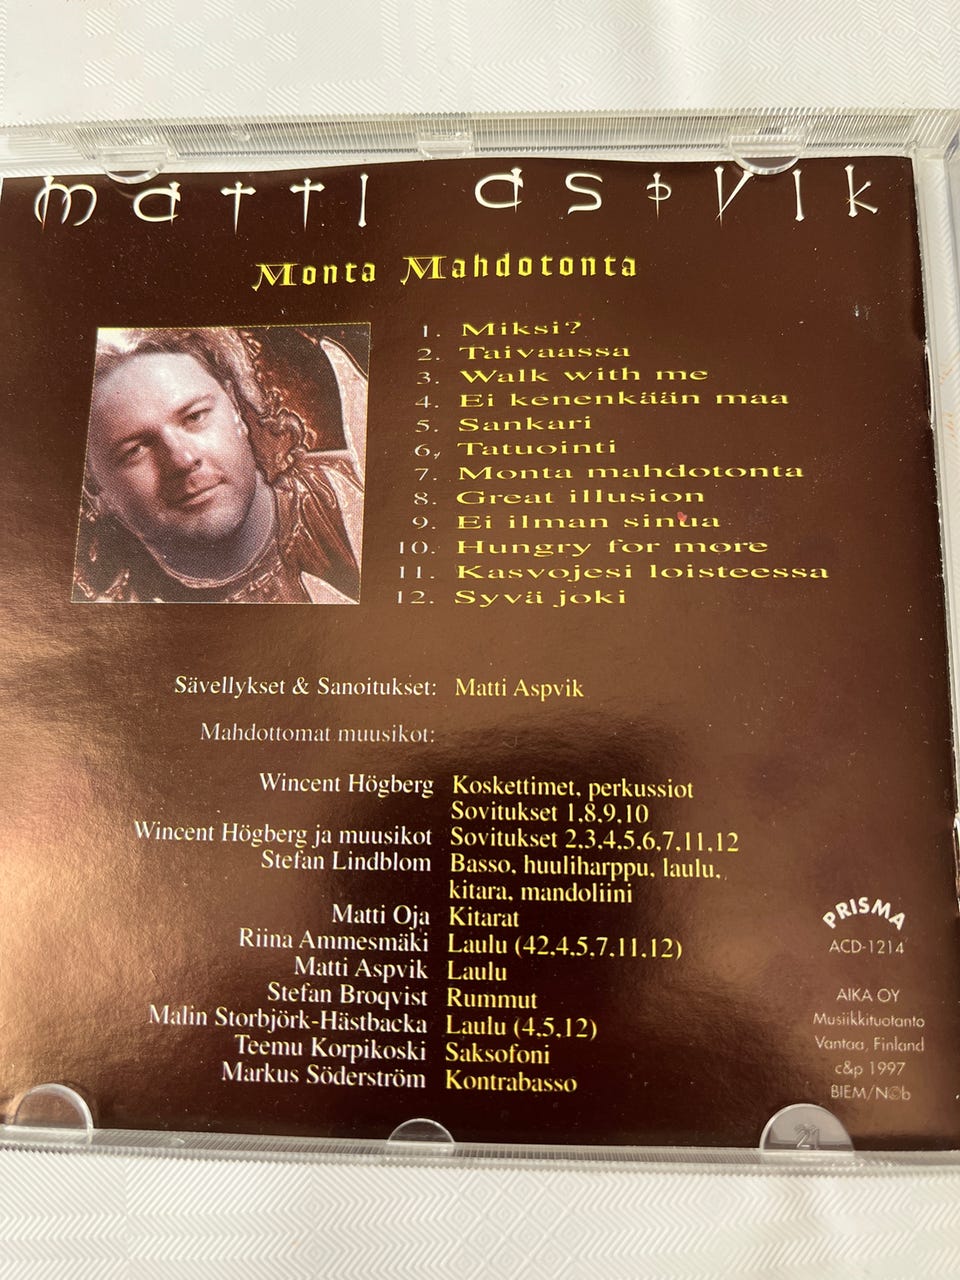 matti aspvik
Monta Mahdotonta
1. Miksi?
2. Taivaassa
3. Walk with me
4. Ei kenenkään maa
5. Sankari
6. Tatuointi
7. Monta mahdotonta
8. Great illusion
9. Ei ilman sinua
10. Hungry for more
11. Kasvojesi loisteessa
12. Syvä joki
Sävellykset & Sanoitukset: Matti Aspvik
Mahdottomat muusikot:
Wincent Högberg Koskettimet, perkussiot
Sovitukset 1,8,9,10
Wincent Högberg ja muusikot Sovitukset 2,3,4,5,6,7,11,12
Stefan Lindblom Basso, huuliharppu, laulu,
kitara, mandoliini
Matti Oja Kitarat
Riina Ammesmäki Laulu (42,4,5,7,11,12)
Matti Aspvik Laulu
Stefan Broqvist Rummut
Malin Storbjörk-Hästbacka Laulu (4,5,12)
Teemu Korpikoski Saksofoni
Markus Söderström Kontrabasso
PRISMA
ACD-1214
AIKA OY
Musiikkituotanto
Vantaa, Finland
c&p 1997
BIEM/N©b
21